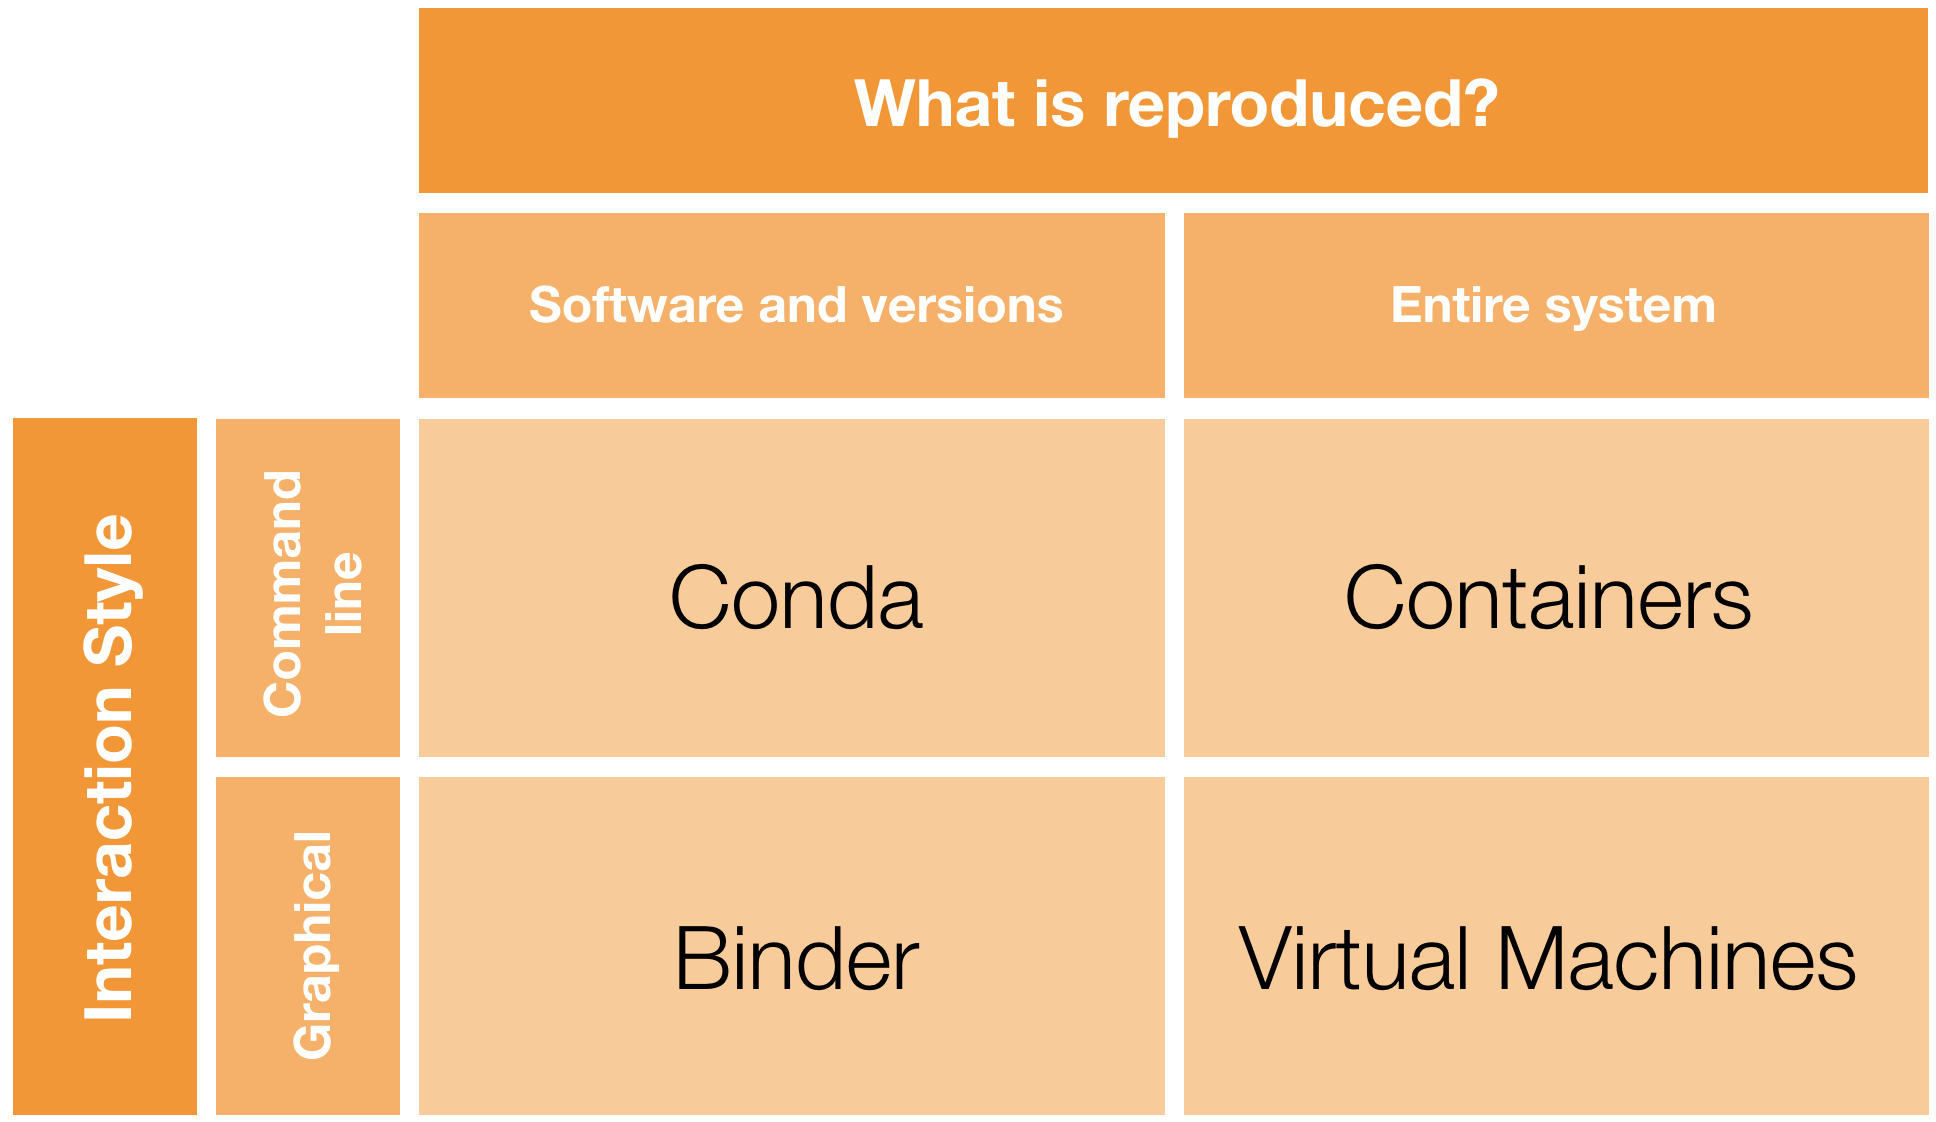 What is reproduced?
Software and versions
Entire system
Interaction Style
Command
line
Conda
Containers
Graphical
Binder
Virtual Machines